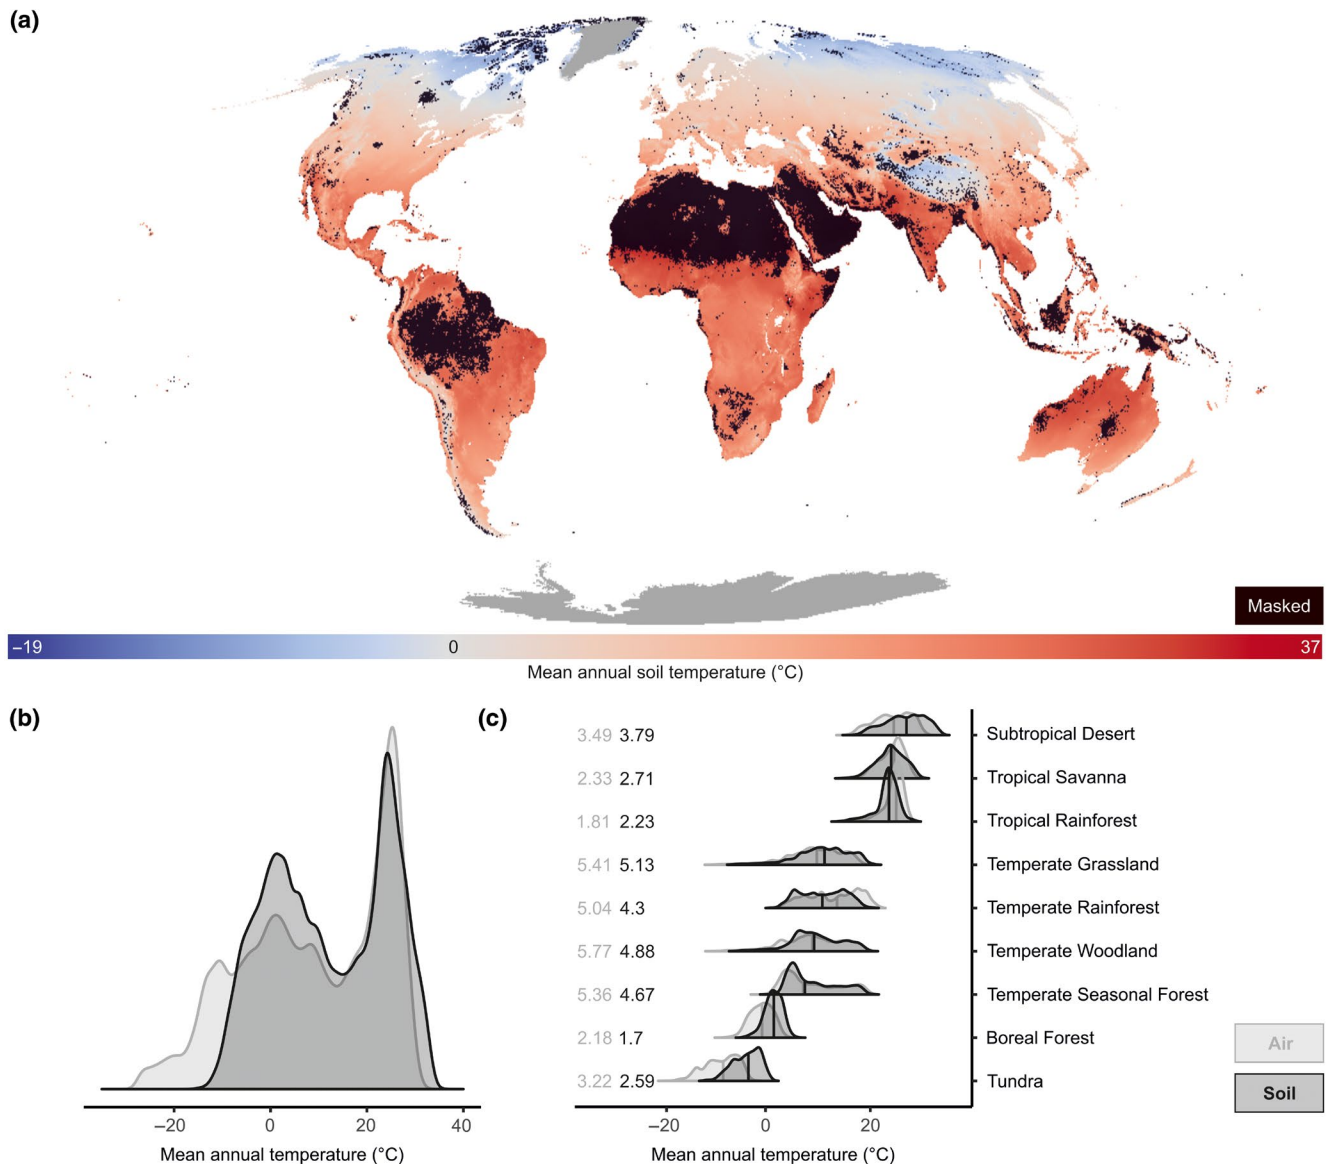 (a)
Masked
−19 0 37
Mean annual soil temperature (°C)
(b)
−20 0 20 40
Mean annual temperature (°C)
(c)
3.49 3.79 Subtropical Desert
2.33 2.71 Tropical Savanna
1.81 2.23 Tropical Rainforest
5.41 5.13 Temperate Grassland
5.04 4.3 Temperate Rainforest
5.77 4.88 Temperate Woodland
5.36 4.67 Temperate Seasonal Forest
2.18 1.7 Boreal Forest
3.22 2.59 Tundra
−20 0 20
Mean annual temperature (°C)
Air
Soil